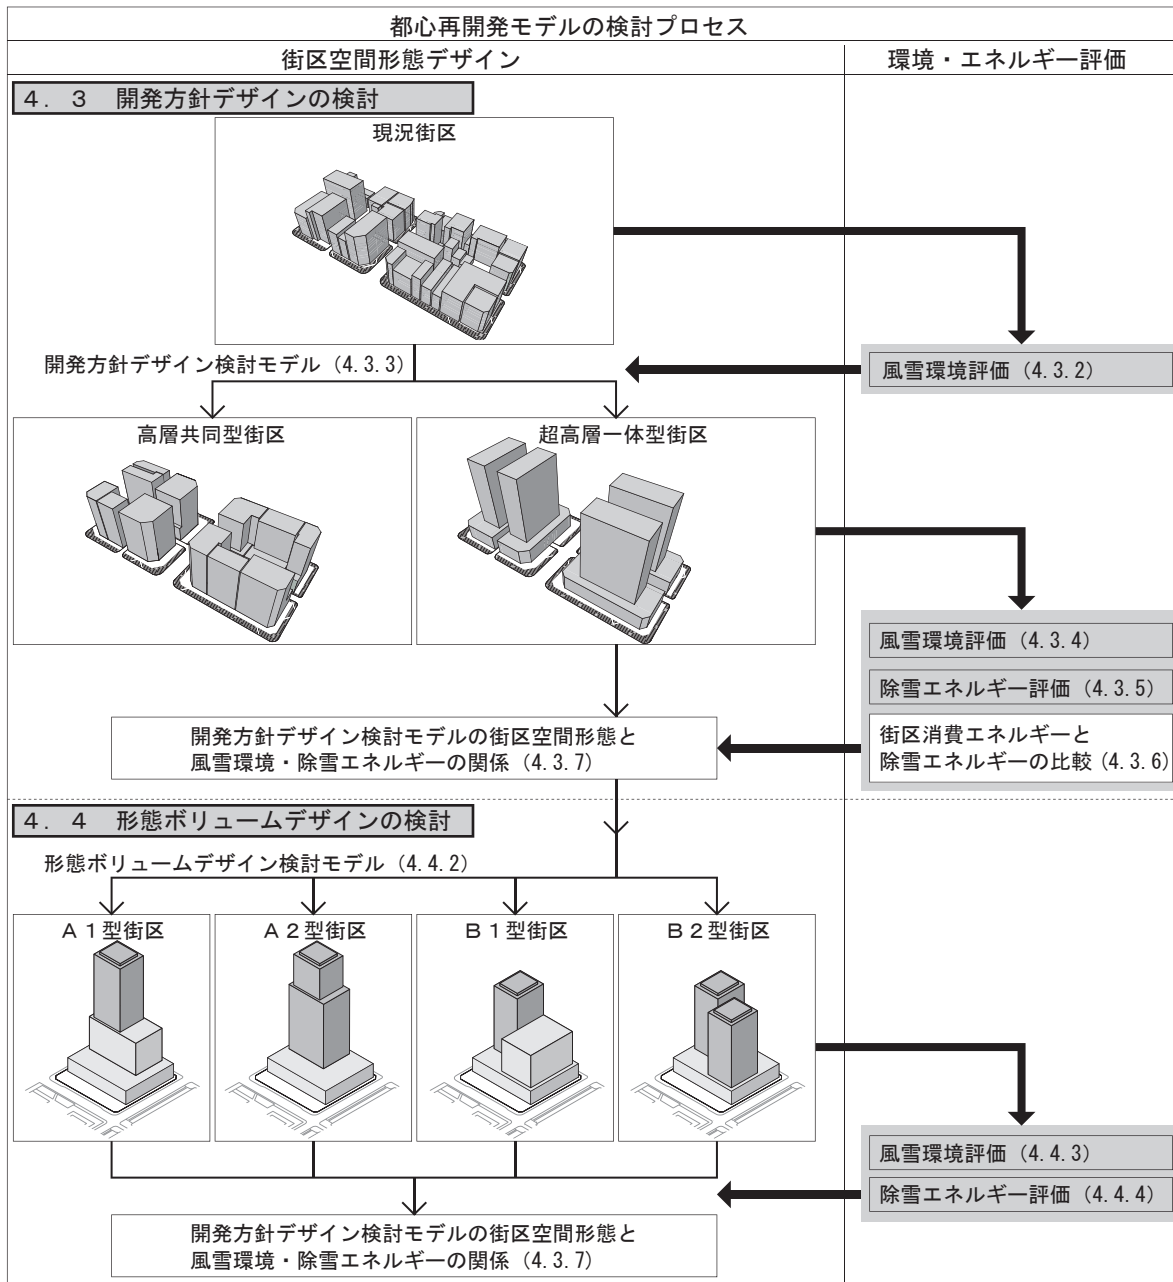 都心再開発モデルの検討プロセス
街区空間形態デザイン
環境・エネルギー評価
4．3　開発方針デザインの検討
現況街区
開発方針デザイン検討モデル（4.3.3）
風雪環境評価（4.3.2）
高層共同型街区
超高層一体型街区
風雪環境評価（4.3.4）
除雪エネルギー評価（4.3.5）
街区消費エネルギーと
除雪エネルギーの比較（4.3.6）
開発方針デザイン検討モデルの街区空間形態と
風雪環境・除雪エネルギーの関係（4.3.7）
4．4　形態ボリュームデザインの検討
形態ボリュームデザイン検討モデル（4.4.2）
A1型街区
A2型街区
B1型街区
B2型街区
風雪環境評価（4.4.3）
除雪エネルギー評価（4.4.4）
開発方針デザイン検討モデルの街区空間形態と
風雪環境・除雪エネルギーの関係（4.3.7）